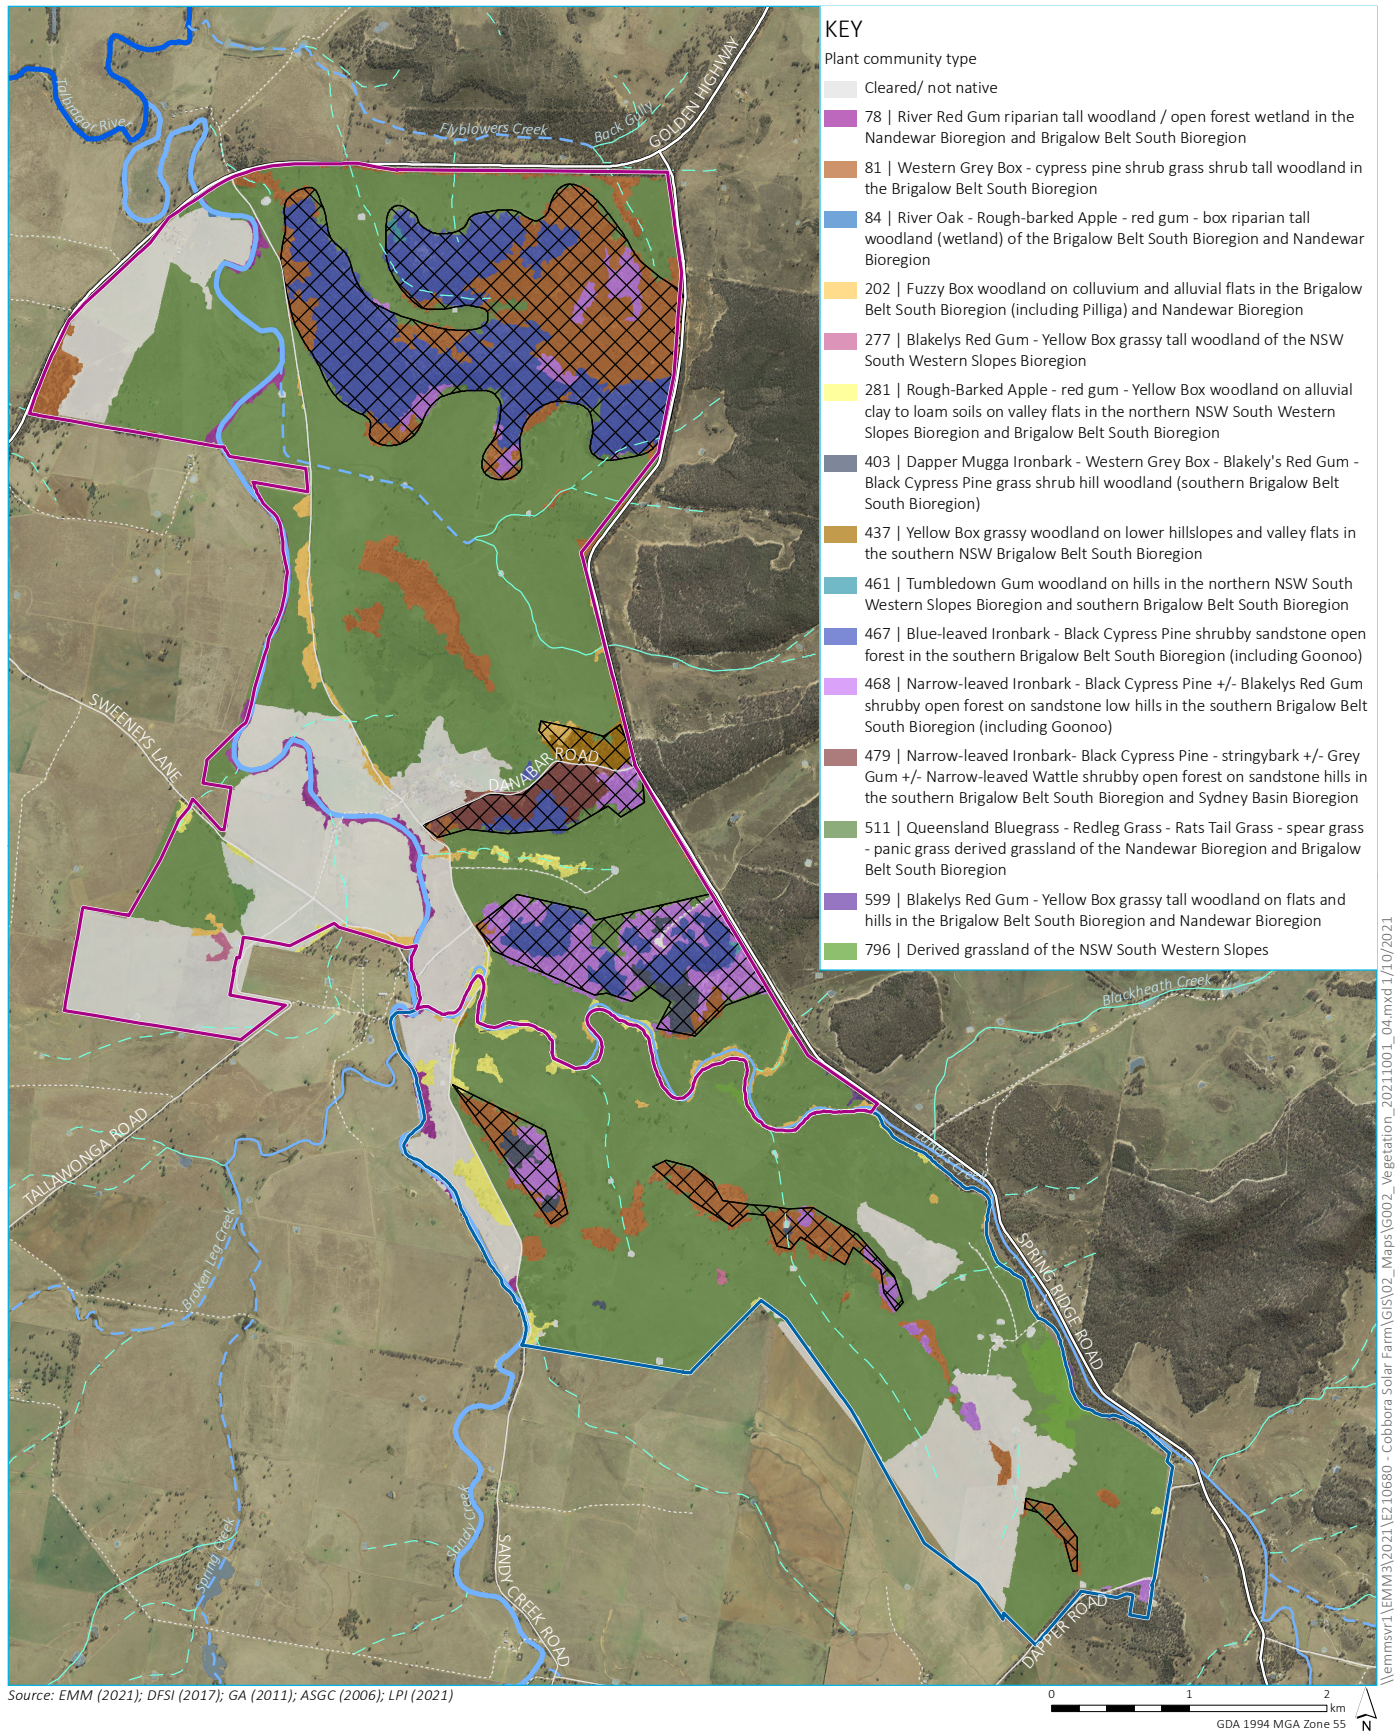 KEY
Plant community type
Cleared/ not native
78 | River Red Gum riparian tall woodland / open forest wetland in the
Nandewar Bioregion and Brigalow Belt South Bioregion
81 | Western Grey Box - cypress pine shrub grass shrub tall woodland in
the Brigalow Belt South Bioregion
84 | River Oak - Rough-barked Apple - red gum - box riparian tall
woodland (wetland) of the Brigalow Belt South Bioregion and Nandewar
Bioregion
202 | Fuzzy Box woodland on colluvium and alluvial flats in the Brigalow
Belt South Bioregion (including Pilliga) and Nandewar Bioregion
277 | Blakelys Red Gum - Yellow Box grassy tall woodland of the NSW
South Western Slopes Bioregion
281 | Rough-Barked Apple - red gum - Yellow Box woodland on alluvial
clay to loam soils on valley flats in the northern NSW South Western
Slopes Bioregion and Brigalow Belt South Bioregion
403 | Dapper Mugga Ironbark - Western Grey Box - Blakely's Red Gum -
Black Cypress Pine grass shrub hill woodland (southern Brigalow Belt
South Bioregion)
437 | Yellow Box grassy woodland on lower hillslopes and valley flats in
the southern NSW Brigalow Belt South Bioregion
461 | Tumbledown Gum woodland on hills in the northern NSW South
Western Slopes Bioregion and southern Brigalow Belt South Bioregion
467 | Blue-leaved Ironbark - Black Cypress Pine shrubby sandstone open
forest in the southern Brigalow Belt South Bioregion (including Goonoo)
468 | Narrow-leaved Ironbark - Black Cypress Pine +/- Blakelys Red Gum
shrubby open forest on sandstone low hills in the southern Brigalow Belt
South Bioregion (including Goonoo)
479 | Narrow-leaved Ironbark- Black Cypress Pine - stringybark +/- Grey
Gum +/- Narrow-leaved Wattle shrubby open forest on sandstone hills in
the southern Brigalow Belt South Bioregion and Sydney Basin Bioregion
511 | Queensland Bluegrass - Redleg Grass - Rats Tail Grass - spear grass
- panic grass derived grassland of the Nandewar Bioregion and Brigalow
Belt South Bioregion
599 | Blakelys Red Gum - Yellow Box grassy tall woodland on flats and
hills in the Brigalow Belt South Bioregion and Nandewar Bioregion
796 | Derived grassland of the NSW South Western Slopes
Talbragar River
Flyblowers Creek
Back Gully
GOLDEN HIGHWAY
SWEENEYS LANE
DANABAR ROAD
Blackheath Creek
TALLAWONGA ROAD
Laheys Creek
Broken Leg Creek
SPRING RIDGE ROAD
Sandy Creek
Spring Creek
SANDY CREEK ROAD
DAPPER ROAD
\\emmsvr1\EMM3\2021\E210680 - Cobbora Solar Farm\GIS\02_Maps\G002_Vegetation_20211001_04.mxd 1/10/2021
Source: EMM (2021); DFSI (2017); GA (2011); ASGC (2006); LPI (2021)
0 1 2
km
GDA 1994 MGA Zone 55
N